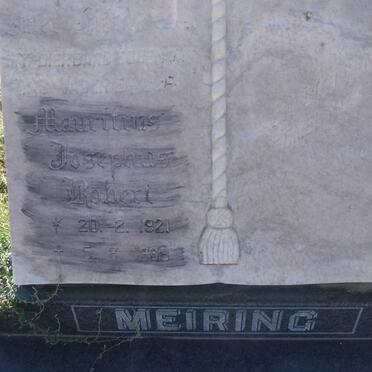 Mauritius
Josephus
Robert
* 20.-2. 1921
MEIRING